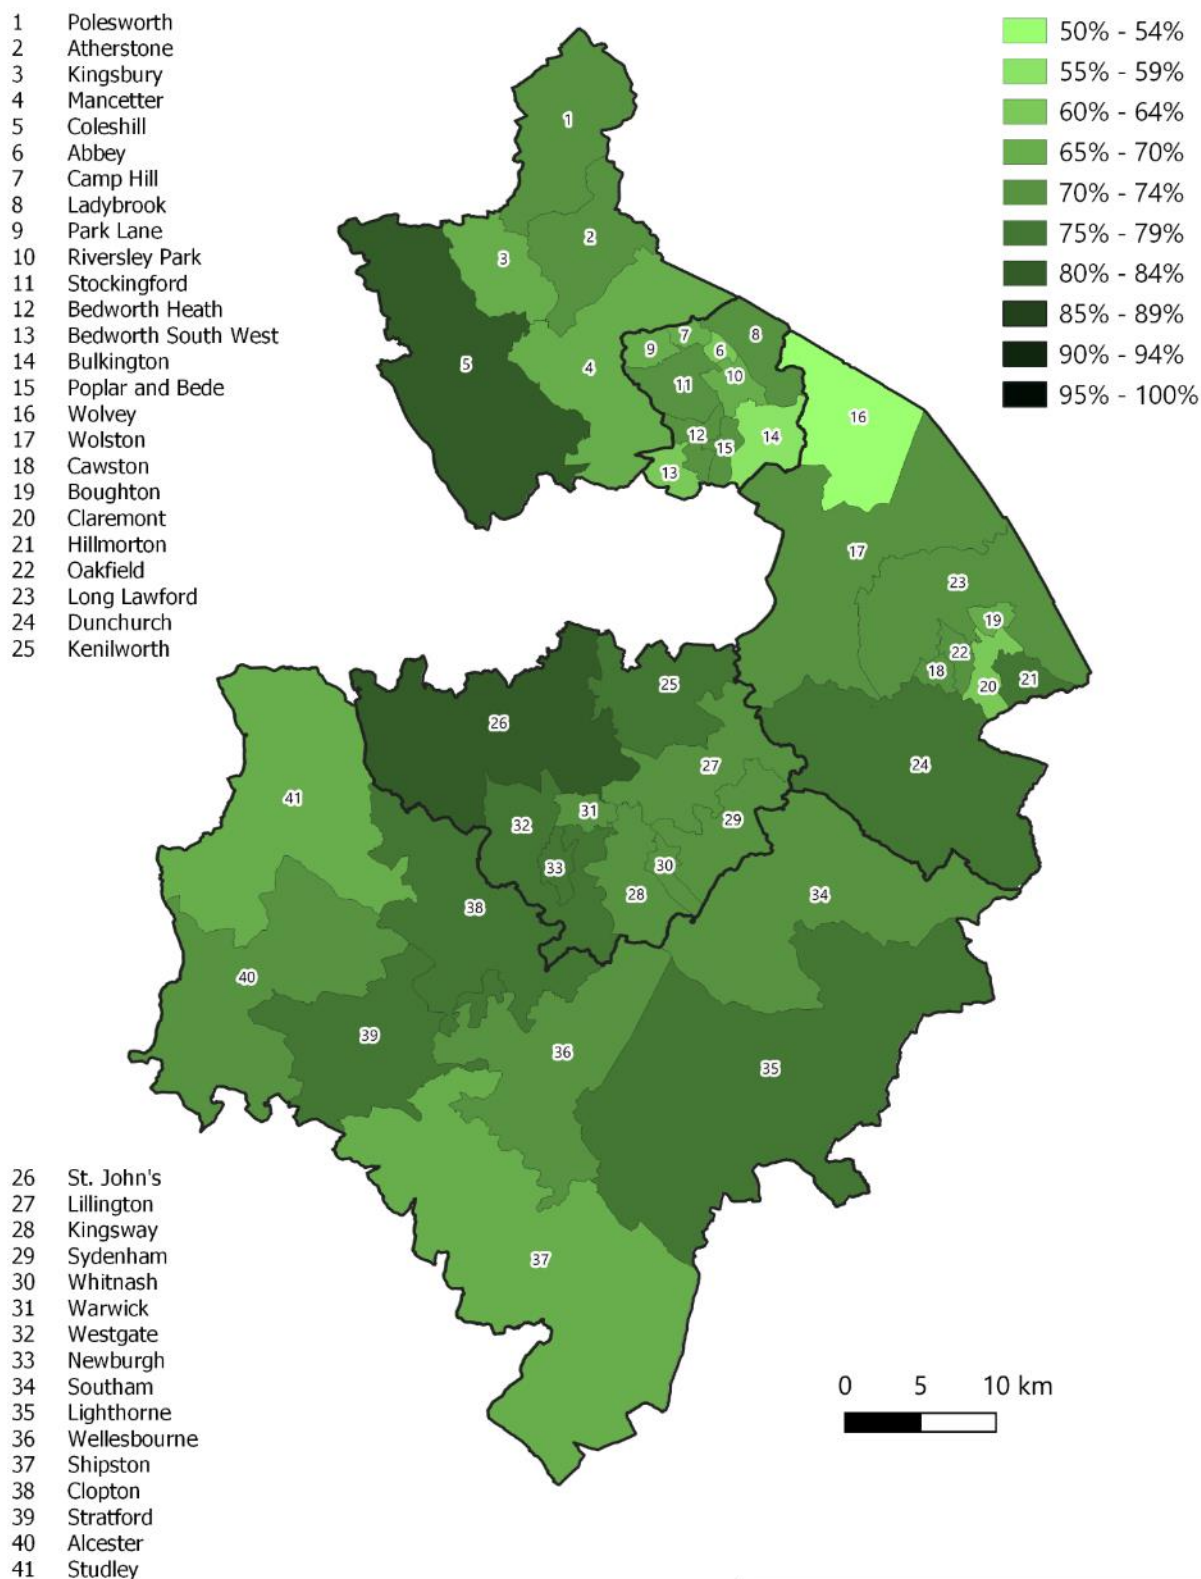 1 Polesworth
2 Atherstone
3 Kingsbury
4 Mancetter
5 Coleshill
6 Abbey
7 Camp Hill
8 Ladybrook
9 Park Lane
10 Riversley Park
11 Stockingford
12 Bedworth Heath
13 Bedworth South West
14 Bulkington
15 Poplar and Bede
16 Wolvey
17 Wolston
18 Cawston
19 Boughton
20 Claremont
21 Hillmorton
22 Oakfield
23 Long Lawford
24 Dunchurch
25 Kenilworth
50% - 54%
55% - 59%
60% - 64%
65% - 70%
70% - 74%
75% - 79%
80% - 84%
85% - 89%
90% - 94%
95% - 100%
1
2
3
4
5
7
8
9
6
10
11
12
15
14
13
16
17
23
19
22
18
20
21
24
25
26
27
41
31
32
29
33
30
28
34
38
40
39
36
35
37
26 St. John's
27 Lillington
28 Kingsway
29 Sydenham
30 Whitnash
31 Warwick
32 Westgate
33 Newburgh
34 Southam
35 Lighthorne
36 Wellesbourne
37 Shipston
38 Clopton
39 Stratford
40 Alcester
41 Studley
0 5 10 km